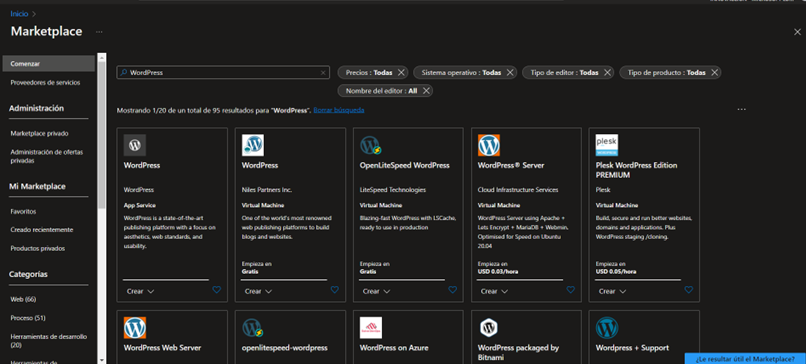 Inicio >
Marketplace ...
Comenzar
Proveedores de servicios
Administración
Marketplace privado
Administración de ofertas
privadas
Mi Marketplace
Favoritos
Creado recientemente
Productos privados
Categorías
Web (66)
Proceso (51)
Herramientas de desarrollo
(20)
Herramientas de
WordPress
Precios : Todas
Sistema operativo : Todas
Tipo de editor : Todas
Tipo de producto : Todas
Nombre del editor : All
Mostrando 1/20 de un total de 95 resultados para "WordPress". Borrar búsqueda
WordPress
WordPress
App Service
WordPress is a state-of-the-art
publishing platform with a focus on
aesthetics, web standards, and
usability.
Crear
WordPress
Niles Partners Inc.
Virtual Machine
One of the world's most renowned
web publishing platforms to build
blogs and websites.
Empieza en
Gratis
Crear
OpenLiteSpeed WordPress
LiteSpeed Technologies
Virtual Machine
Blazing-fast WordPress with LSCache,
ready to use in production
Empieza en
Gratis
Crear
WordPress® Server
Cloud Infrastructure Services
Virtual Machine
WordPress Server using Apache +
Lets Encrypt + MariaDB + Webmin.
Optimised for Speed on Ubuntu
20.04
Empieza en
USD 0.03/hora
Crear
plesk
Plesk WordPress Edition
PREMIUM
Plesk
Virtual Machine
Build, secure and run better websites,
domains and applications. Plus
WordPress staging /cloning.
Empieza en
USD 0.05/hora
Crear
WordPress Web Server
openlitespeed-wordpress
WordPress on Azure
WordPress packaged by
Bitnami
Wordpress + Support
¿Le resultar útil el Marketplace?